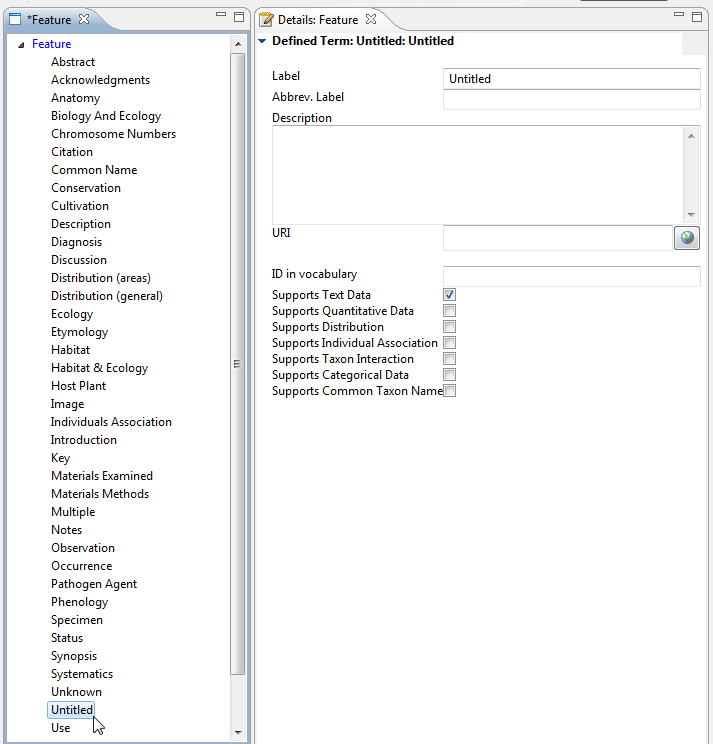 *Feature
Feature
Abstract
Acknowledgments
Anatomy
Biology And Ecology
Chromosome Numbers
Citation
Common Name
Conservation
Cultivation
Description
Diagnosis
Discussion
Distribution (areas)
Distribution (general)
Ecology
Etymology
Habitat
Habitat & Ecology
Host Plant
Image
Individuals Association
Introduction
Key
Materials Examined
Materials Methods
Multiple
Notes
Observation
Occurrence
Pathogen Agent
Phenology
Specimen
Status
Synopsis
Systematics
Unknown
Untitled
Use
Details: Feature
Defined Term: Untitled: Untitled
Label Untitled
Abbrev. Label
Description
URI
ID in vocabulary
Supports Text Data
Supports Quantitative Data
Supports Distribution
Supports Individual Association
Supports Taxon Interaction
Supports Categorical Data
Supports Common Taxon Name